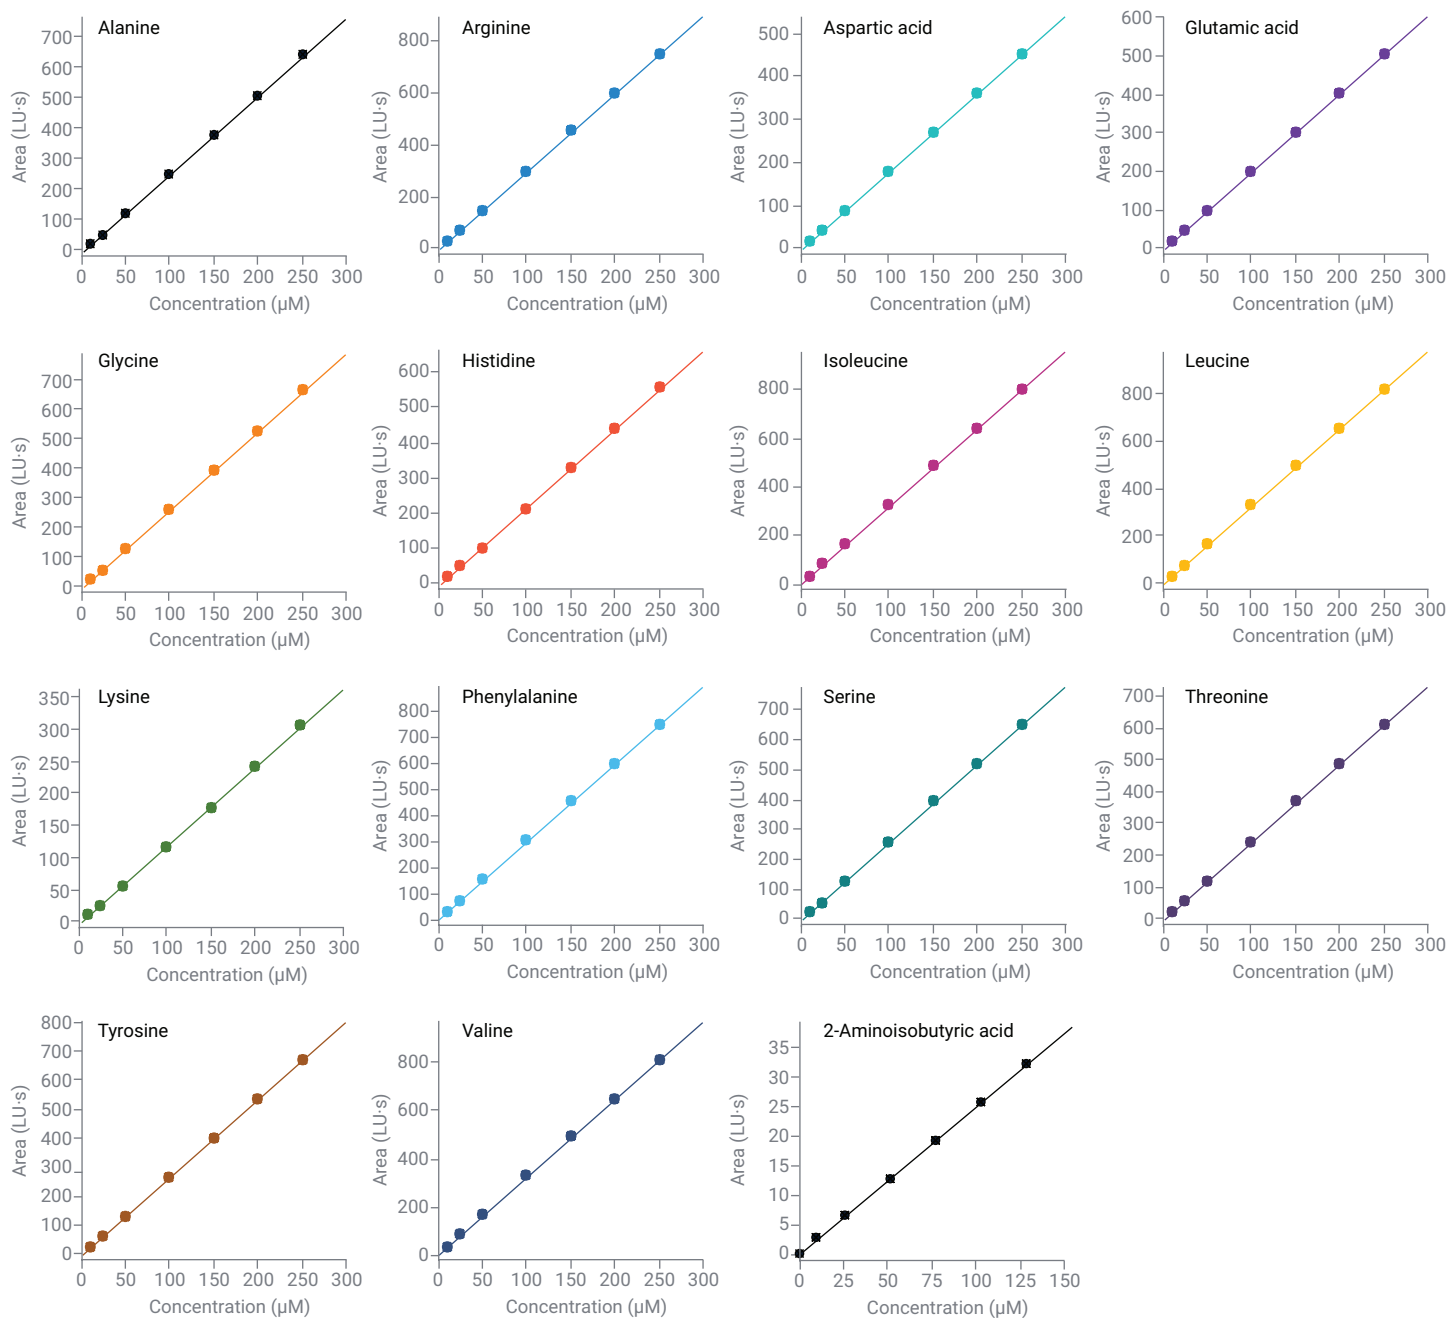 Alanine
Area (LU·s)
700
600
500
400
300
200
100
0
0 50 100 150 200 250 300
Concentration (µM)
Arginine
Area (LU·s)
800
600
400
200
0
0 50 100 150 200 250 300
Concentration (µM)
Aspartic acid
Area (LU·s)
500
400
300
200
100
0
0 50 100 150 200 250 300
Concentration (µM)
Glutamic acid
Area (LU·s)
600
500
400
300
200
100
0
0 50 100 150 200 250 300
Concentration (µM)
Glycine
Area (LU·s)
700
600
500
400
300
200
100
0
0 50 100 150 200 250 300
Concentration (µM)
Histidine
Area (LU·s)
600
500
400
300
200
100
0
0 50 100 150 200 250 300
Concentration (µM)
Isoleucine
Area (LU·s)
800
600
400
200
0
0 50 100 150 200 250 300
Concentration (µM)
Leucine
Area (LU·s)
800
600
400
200
0
0 50 100 150 200 250 300
Concentration (µM)
Lysine
Area (LU·s)
350
300
250
200
150
100
50
0
0 50 100 150 200 250 300
Concentration (µM)
Phenylalanine
Area (LU·s)
800
700
600
500
400
300
200
100
0
0 50 100 150 200 250 300
Concentration (µM)
Serine
Area (LU·s)
700
600
500
400
300
200
100
0
0 50 100 150 200 250 300
Concentration (µM)
Threonine
Area (LU·s)
700
600
500
400
300
200
100
0
0 50 100 150 200 250 300
Concentration (µM)
Tyrosine
Area (LU·s)
800
700
600
500
400
300
200
100
0
0 50 100 150 200 250 300
Concentration (µM)
Valine
Area (LU·s)
800
600
400
200
0
0 50 100 150 200 250 300
Concentration (µM)
2-Aminoisobutyric acid
Area (LU·s)
35
30
25
20
15
10
5
0
0 25 50 75 100 125 150
Concentration (µM)